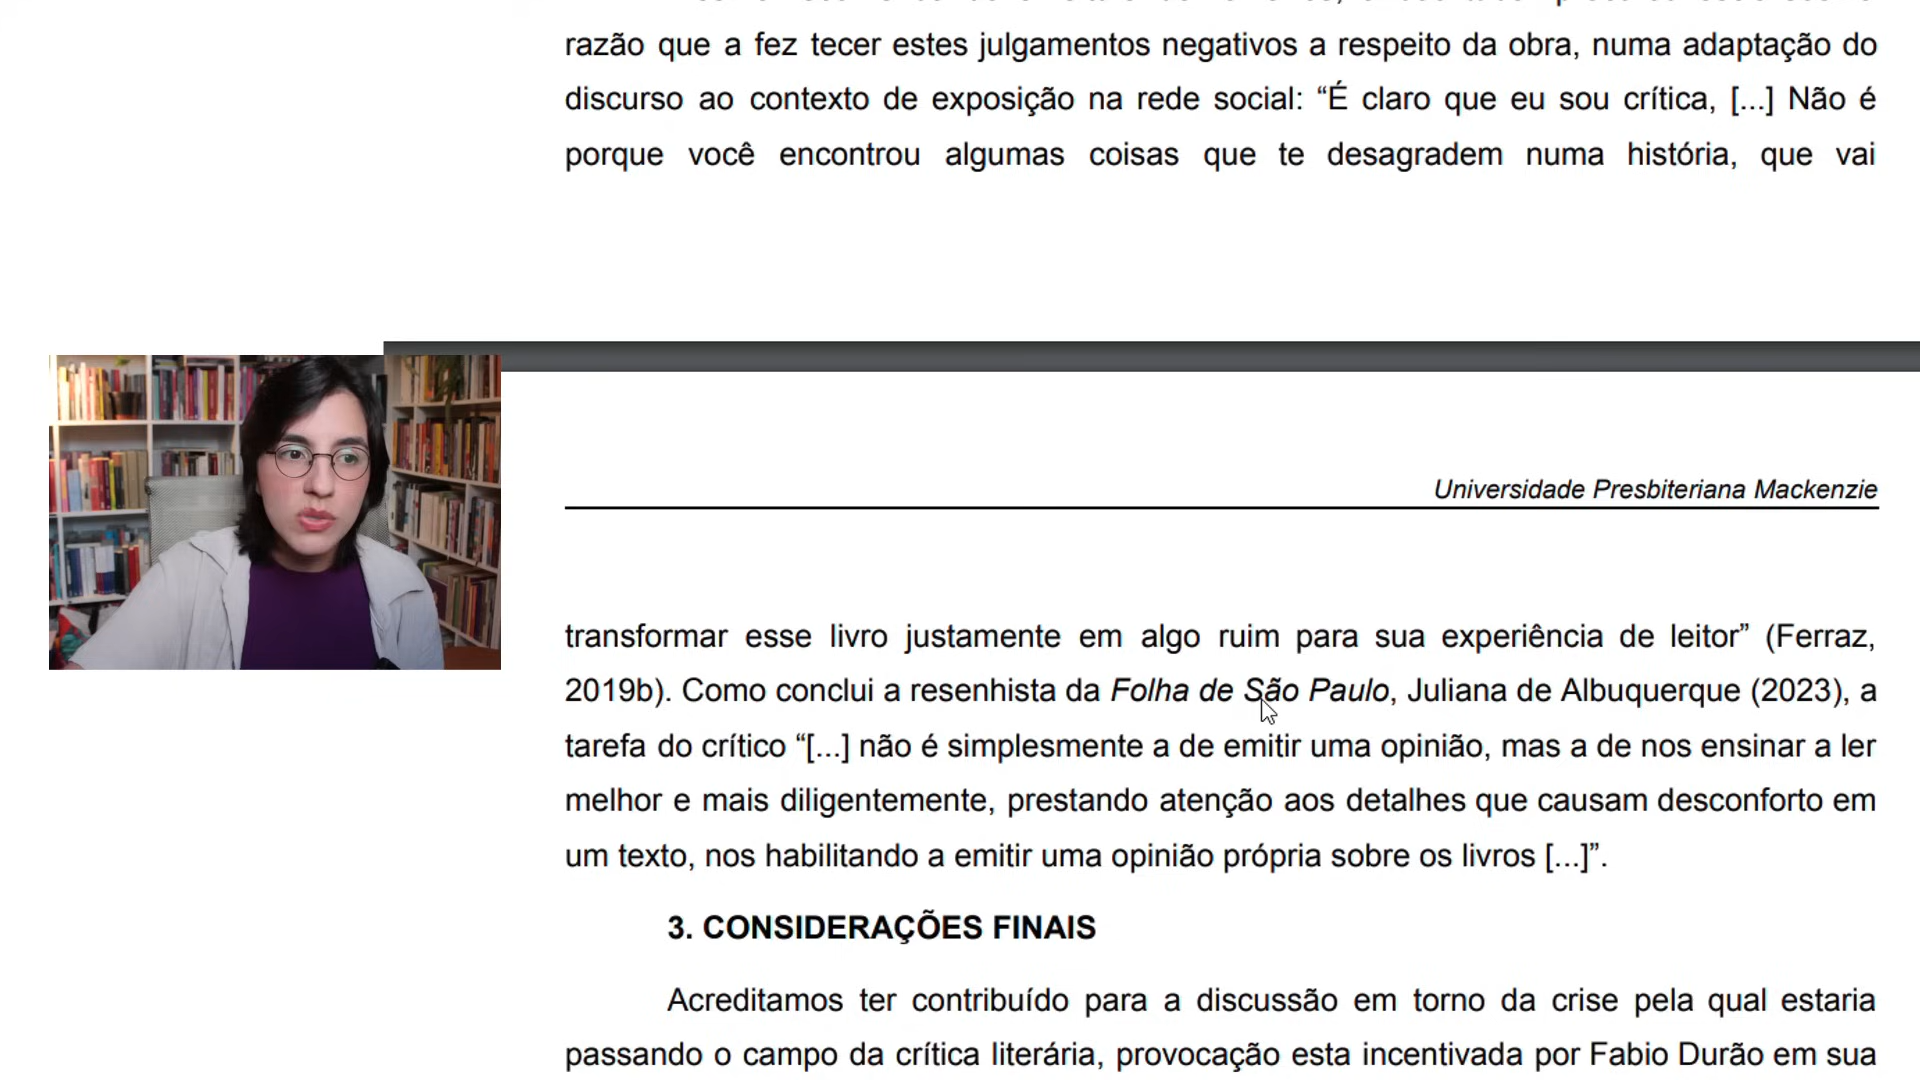 razão que a fez tecer estes julgamentos negativos a respeito da obra, numa adaptação do
discurso ao contexto de exposição na rede social: “É claro que eu sou crítica, [...] Não é
porque você encontrou algumas coisas que te desagradem numa história, que vai
Universidade Presbiteriana Mackenzie
transformar esse livro justamente em algo ruim para sua experiência de leitor” (Ferraz,
2019b). Como conclui a resenhista da Folha de São Paulo, Juliana de Albuquerque (2023), a
tarefa do crítico “[...] não é simplesmente a de emitir uma opinião, mas a de nos ensinar a ler
melhor e mais diligentemente, prestando atenção aos detalhes que causam desconforto em
um texto, nos habilitando a emitir uma opinião própria sobre os livros [...]”.
3. CONSIDERAÇÕES FINAIS
Acreditamos ter contribuído para a discussão em torno da crise pela qual estaria
passando o campo da crítica literária, provocação esta incentivada por Fabio Durão em sua